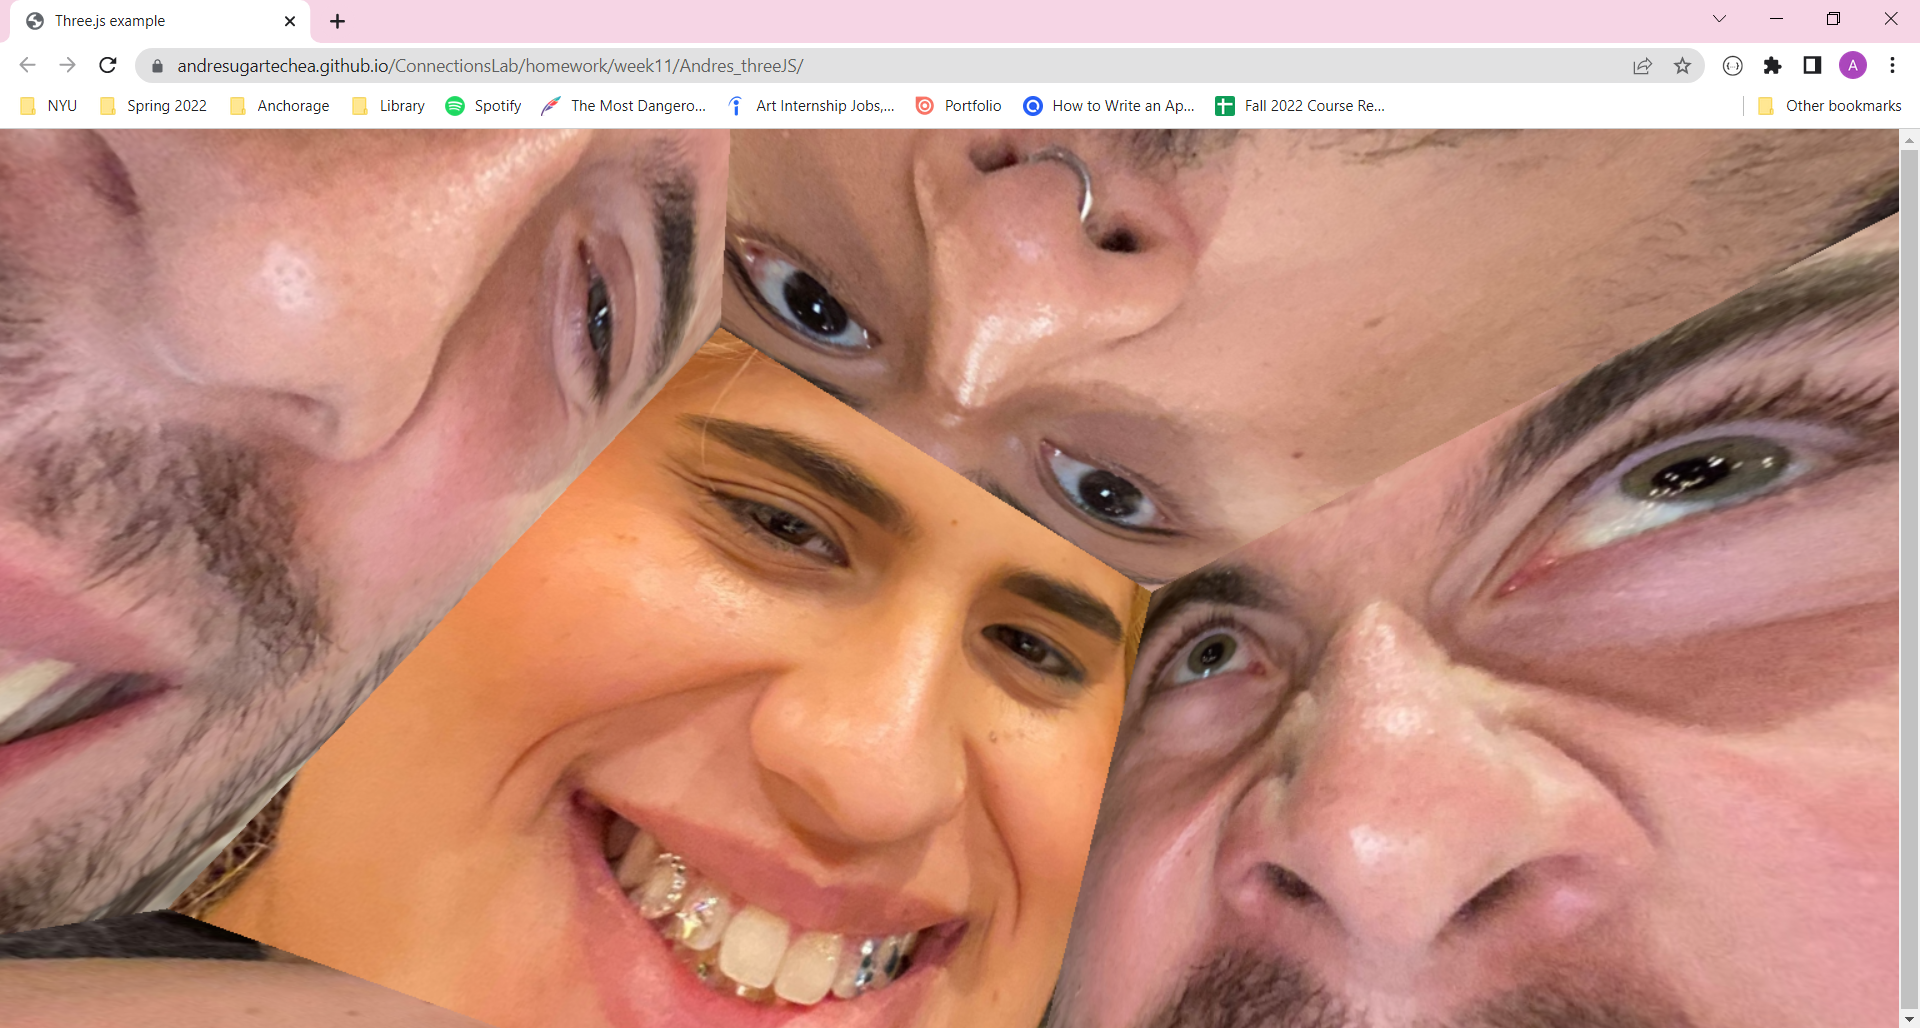 Three.js example
andresugartechea.github.io/ConnectionsLab/homework/week11/Andres_threeJS/
A
NYU Spring 2022 Anchorage Library Spotify The Most Dangero... Art Internship Jobs,... Portfolio How to Write an Ap... Fall 2022 Course Re... Other bookmarks